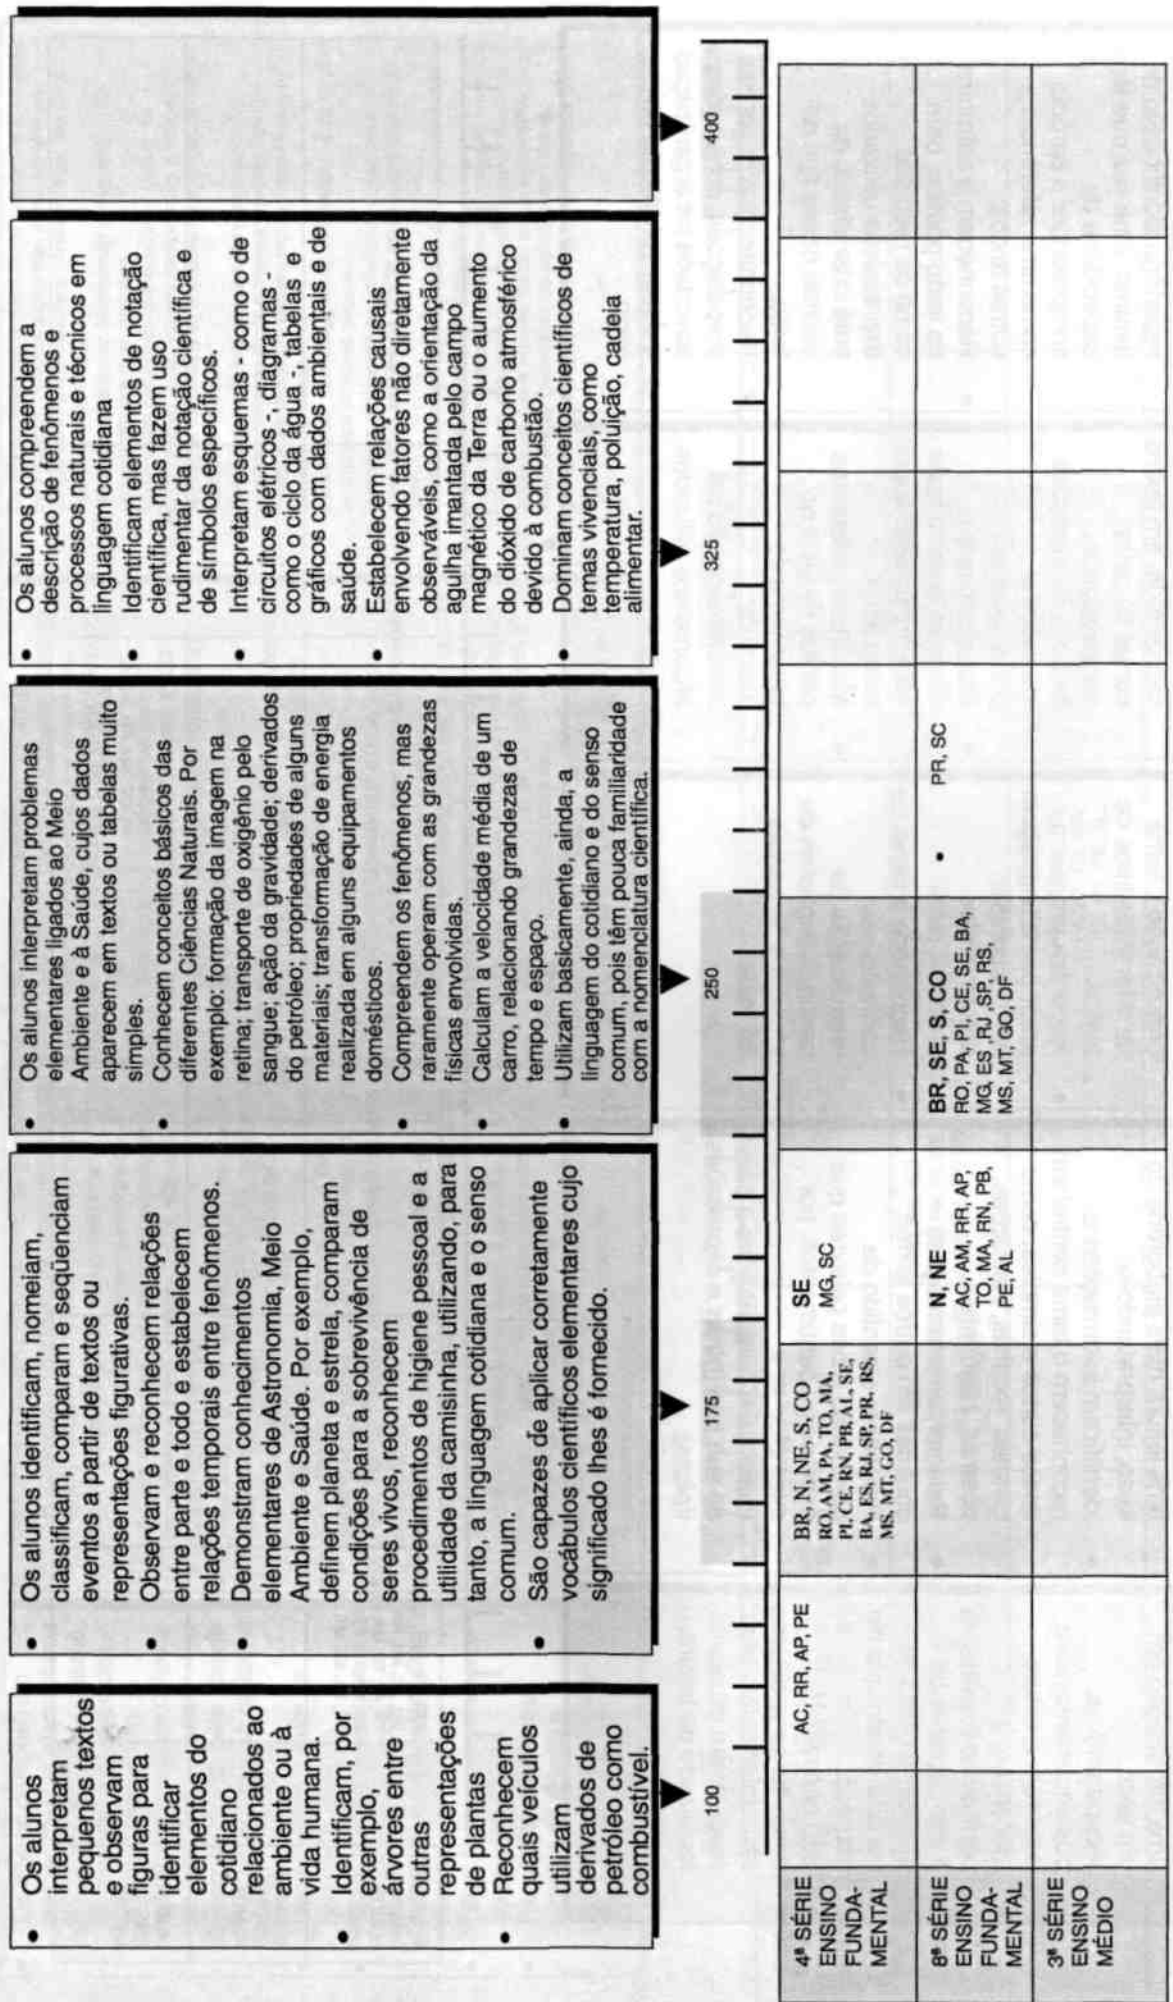 • Os alunos
interpretam
pequenos textos
e observam
figuras para
identificar
elementos do
cotidiano
relacionados ao
ambiente ou à
vida humana.
• Identificam, por
exemplo,
árvores entre
outras
representações
de plantas
• Reconhecem
quais veículos
utilizam
derivados de
petróleo como
combustível.
• Os alunos identificam, nomeiam,
classificam, comparam e seqüenciam
eventos a partir de textos ou
representações figurativas.
• Observam e reconhecem relações
entre parte e todo e estabelecem
relações temporais entre fenômenos.
• Demonstram conhecimentos
elementares de Astronomia, Meio
Ambiente e Saúde. Por exemplo,
definem planeta e estrela, comparam
condições para a sobrevivência de
seres vivos, reconhecem
procedimentos de higiene pessoal e a
utilidade da camisinha, utilizando, para
tanto, a linguagem cotidiana e o senso
comum.
• São capazes de aplicar corretamente
vocábulos científicos elementares cujo
significado lhes é fornecido.
• Os alunos interpretam problemas
elementares ligados ao Meio
Ambiente e à Saúde, cujos dados
aparecem em textos ou tabelas muito
simples.
• Conhecem conceitos básicos das
diferentes Ciências Naturais. Por
exemplo: formação da imagem na
retina; transporte de oxigênio pelo
sangue; ação da gravidade; derivados
do petróleo; propriedades de alguns
materiais; transformação de energia
realizada em alguns equipamentos
domésticos.
• Compreendem os fenômenos, mas
raramente operam com as grandezas
físicas envolvidas.
• Calculam a velocidade média de um
carro, relacionando grandezas de
tempo e espaço.
• Utilizam basicamente, ainda, a
linguagem do cotidiano e do senso
comum, pois têm pouca familiaridade
com a nomenclatura científica.
• Os alunos compreendem a
descrição de fenômenos e
processos naturais e técnicos em
linguagem cotidiana
• Identificam elementos de notação
científica, mas fazem uso
rudimentar da notação científica e
de símbolos específicos.
• Interpretam esquemas - como o de
circuitos elétricos -, diagramas -
como o ciclo da água -, tabelas e
gráficos com dados ambientais e de
saúde.
• Estabelecem relações causais
envolvendo fatores não diretamente
observáveis, como a orientação da
agulha imantada pelo campo
magnético da Terra ou o aumento
do dióxido de carbono atmosférico
devido à combustão.
• Dominam conceitos científicos de
temas vivenciais, como
temperatura, poluição, cadeia
alimentar.
100 175 250 325 400
4ª SÉRIE
ENSINO
FUNDA-
MENTAL
AC, RR, AP, PE
BR, N, NE, S, CO
RO, AM, PA, TO, MA,
PI, CE, RN, PB, AL, SE,
BA, ES, RJ, SP, PR, RS,
MS, MT, GO, DF
SE
MG, SC
8ª SÉRIE
ENSINO
FUNDA-
MENTAL
N, NE
AC, AM, RR, AP,
TO, MA, RN, PB,
PE, AL
BR, SE, S, CO
RO, PA, PI, CE, SE, BA,
MG, ES ,RJ ,SP, RS,
MS, MT, GO, DF
• PR, SC
3ª SÉRIE
ENSINO
MÉDIO